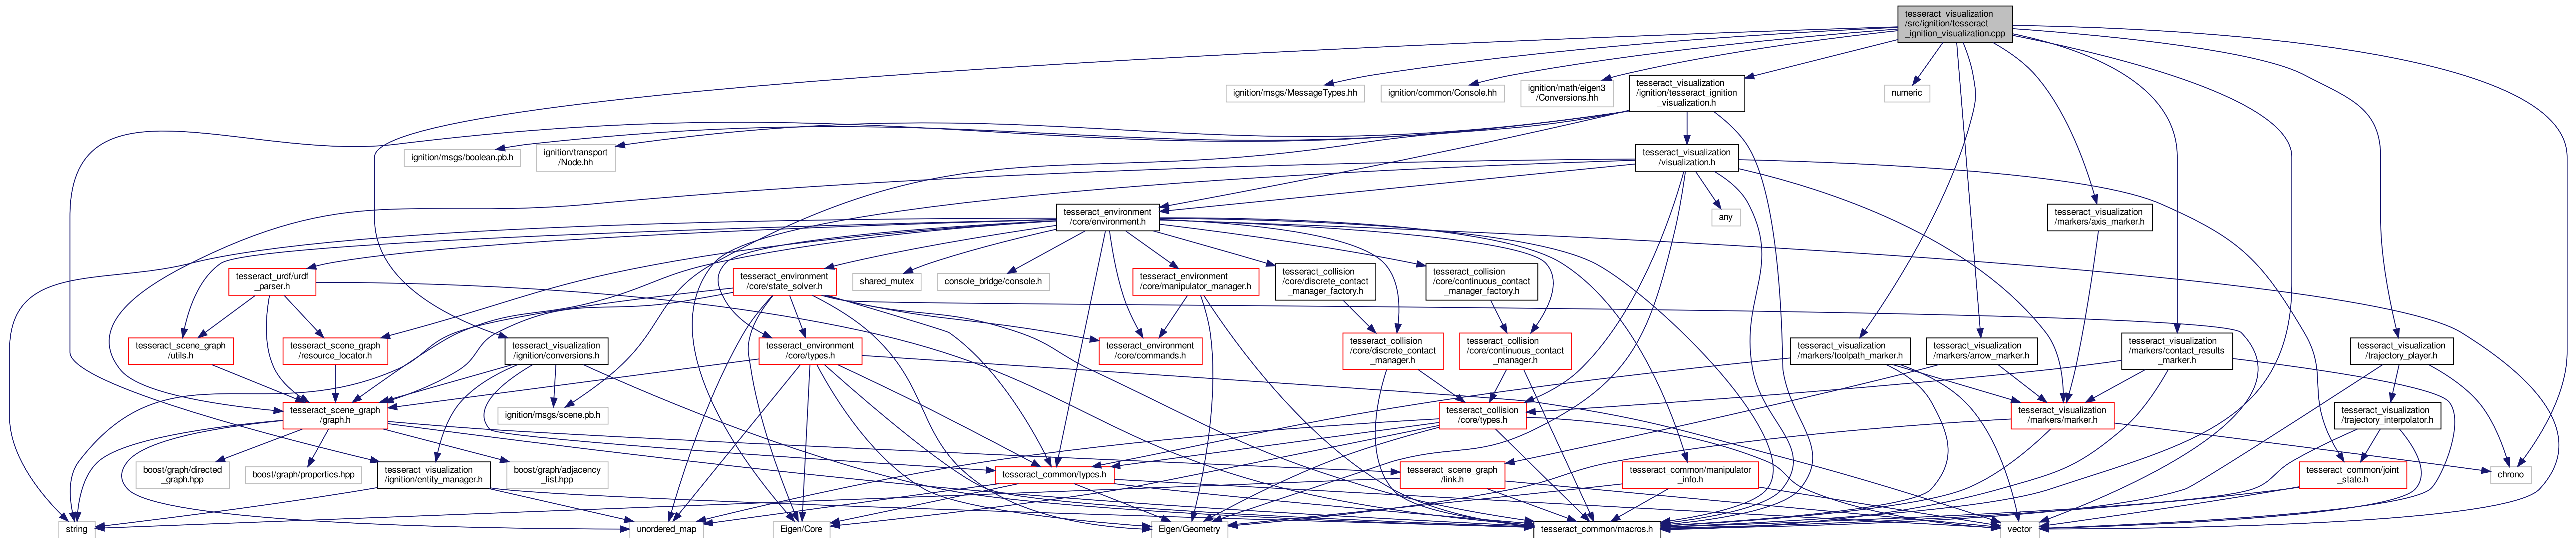 tesseract_visualization
/src/ignition/tesseract
_ignition_visualization.cpp
ignition/msgs/MessageTypes.hh
ignition/common/Console.hh
ignition/math/eigen3
/Conversions.hh
tesseract_visualization
/ignition/tesseract_ignition
_visualization.h
numeric
ignition/msgs/boolean.pb.h
ignition/transport
/Node.hh
tesseract_visualization
/visualization.h
tesseract_environment
/core/environment.h
any
tesseract_visualization
/markers/axis_marker.h
tesseract_urdf/urdf
_parser.h
tesseract_environment
/core/state_solver.h
shared_mutex
console_bridge/console.h
tesseract_environment
/core/manipulator_manager.h
tesseract_collision
/core/discrete_contact
_manager_factory.h
tesseract_collision
/core/continuous_contact
_manager_factory.h
tesseract_scene_graph
/utils.h
tesseract_scene_graph
/resource_locator.h
tesseract_visualization
/ignition/conversions.h
tesseract_environment
/core/types.h
tesseract_environment
/core/commands.h
tesseract_collision
/core/discrete_contact
_manager.h
tesseract_collision
/core/continuous_contact
_manager.h
tesseract_visualization
/markers/toolpath_marker.h
tesseract_visualization
/markers/arrow_marker.h
tesseract_visualization
/markers/contact_results
_marker.h
tesseract_visualization
/trajectory_player.h
tesseract_scene_graph
/graph.h
ignition/msgs/scene.pb.h
tesseract_collision
/core/types.h
tesseract_visualization
/markers/marker.h
tesseract_visualization
/trajectory_interpolator.h
boost/graph/directed
_graph.hpp
boost/graph/properties.hpp
tesseract_visualization
/ignition/entity_manager.h
boost/graph/adjacency
_list.hpp
tesseract_common/types.h
tesseract_scene_graph
/link.h
tesseract_common/manipulator
_info.h
tesseract_common/joint
_state.h
chrono
string
unordered_map
Eigen/Core
Eigen/Geometry
tesseract_common/macros.h
vector